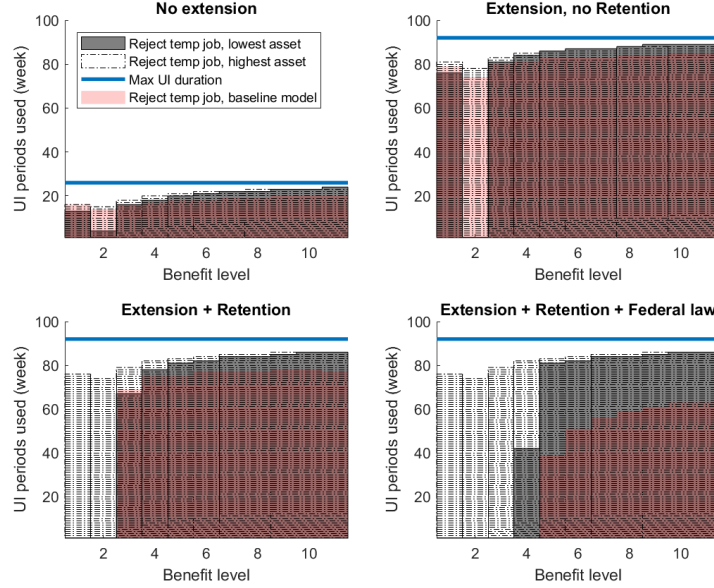 No extension
Reject temp job, lowest asset
Reject temp job, highest asset
Max UI duration
Reject temp job, baseline model
UI periods used (week)
100
80
60
40
20
2
4
6
8
10
Benefit level
Extension, no Retention
UI periods used (week)
100
80
60
40
20
2
4
6
8
10
Benefit level
Extension + Retention
UI periods used (week)
100
80
60
40
20
2
4
6
8
10
Benefit level
Extension + Retention + Federal law
UI periods used (week)
100
80
60
40
20
2
4
6
8
10
Benefit level